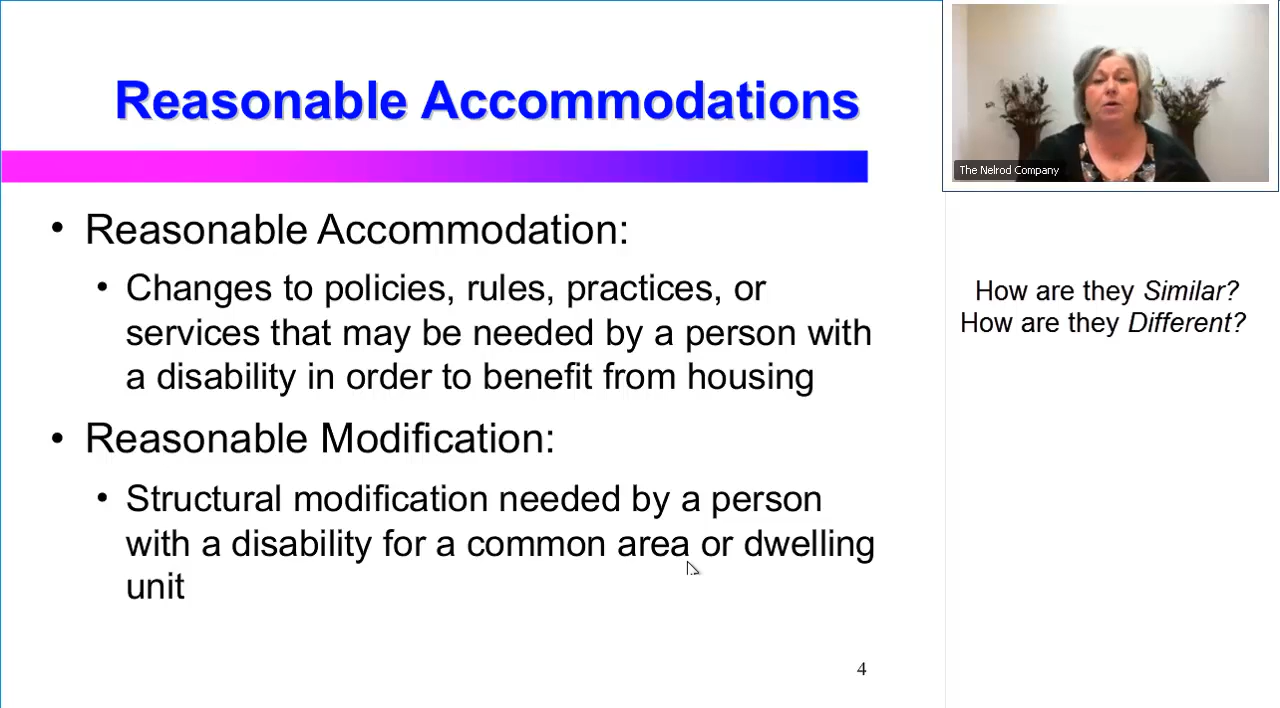 Reasonable Accommodations
• Reasonable Accommodation:
• Changes to policies, rules, practices, or
services that may be needed by a person with
a disability in order to benefit from housing
• Reasonable Modification:
• Structural modification needed by a person
with a disability for a common area or dwelling
unit
4
The Nelrod Company
How are they Similar?
How are they Different?